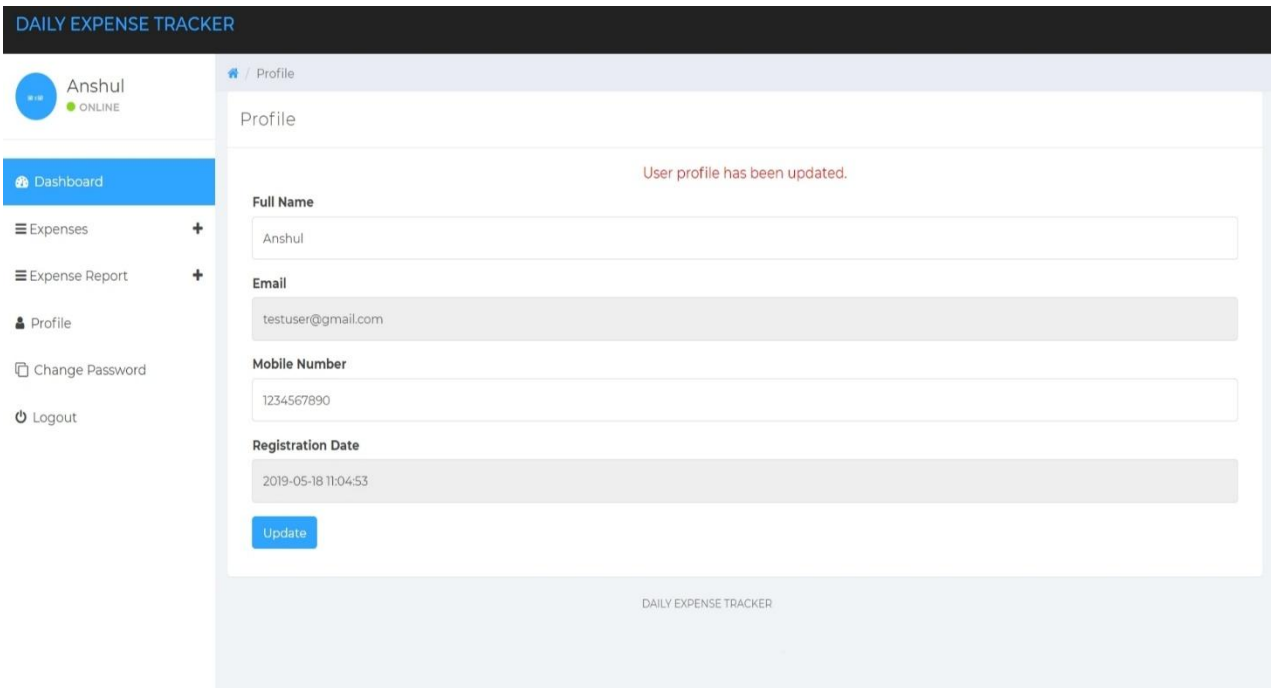 DAILY EXPENSE TRACKER
Anshul
ONLINE
Dashboard
Expenses
Expense Report
Profile
Change Password
Logout
/ Profile
Profile
User profile has been updated.
Full Name
Anshul
Email
testuser@gmail.com
Mobile Number
1234567890
Registration Date
2019-05-18 11:04:53
Update
DAILY EXPENSE TRACKER